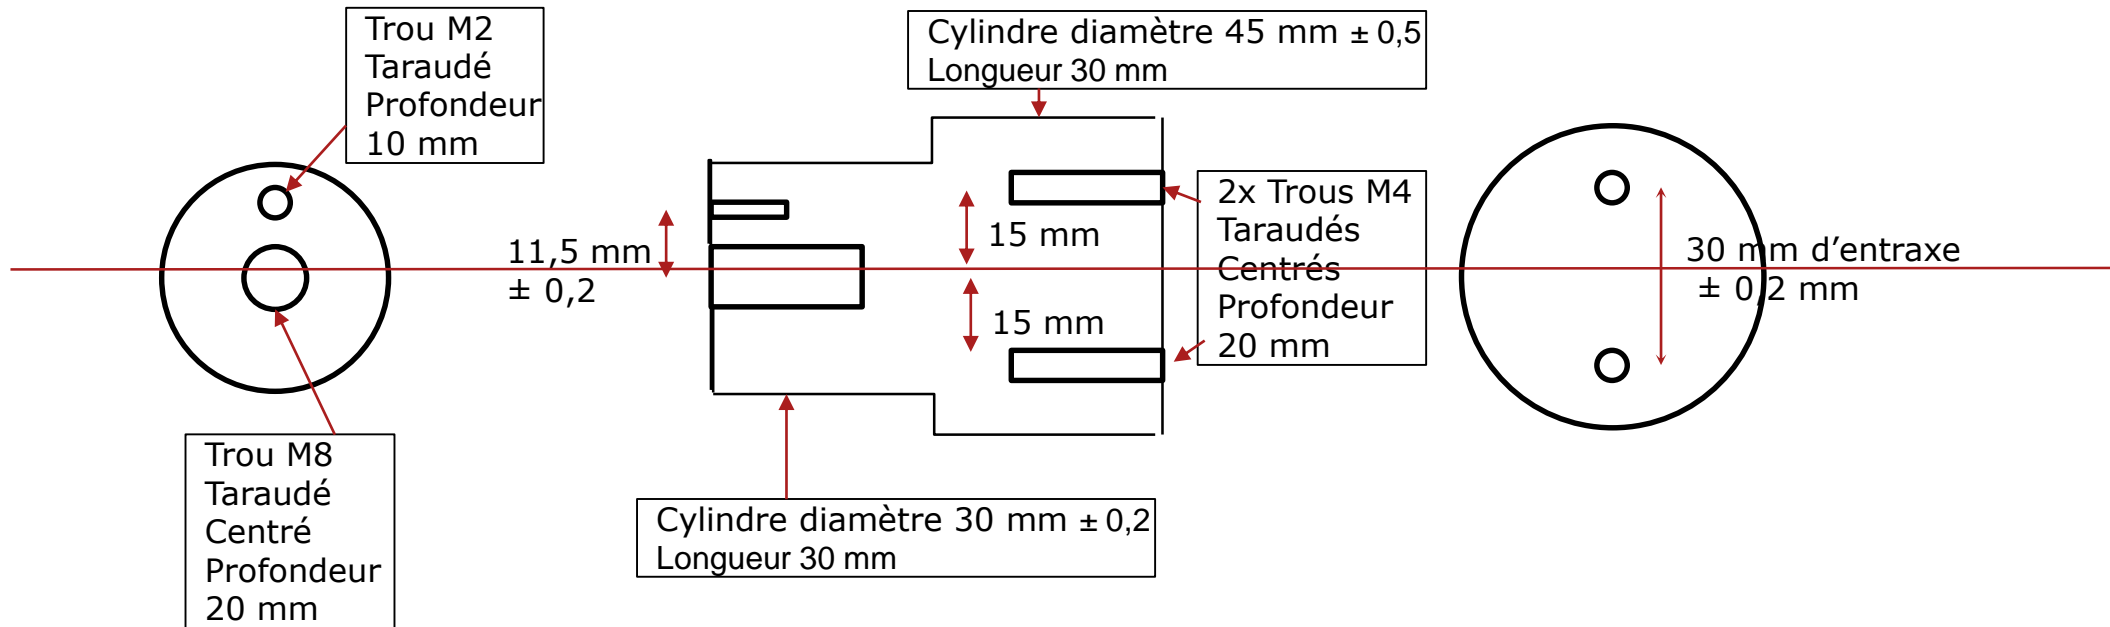 Trou M2
Taraudé
Profondeur
10 mm
Cylindre diamètre 45 mm ± 0,5
Longueur 30 mm
11,5 mm
± 0,2
15 mm
15 mm
2x Trous M4
Taraudés
Centrés
Profondeur
20 mm
30 mm d’entraxe
± 0,2 mm
Trou M8
Taraudé
Centré
Profondeur
20 mm
Cylindre diamètre 30 mm ± 0,2
Longueur 30 mm